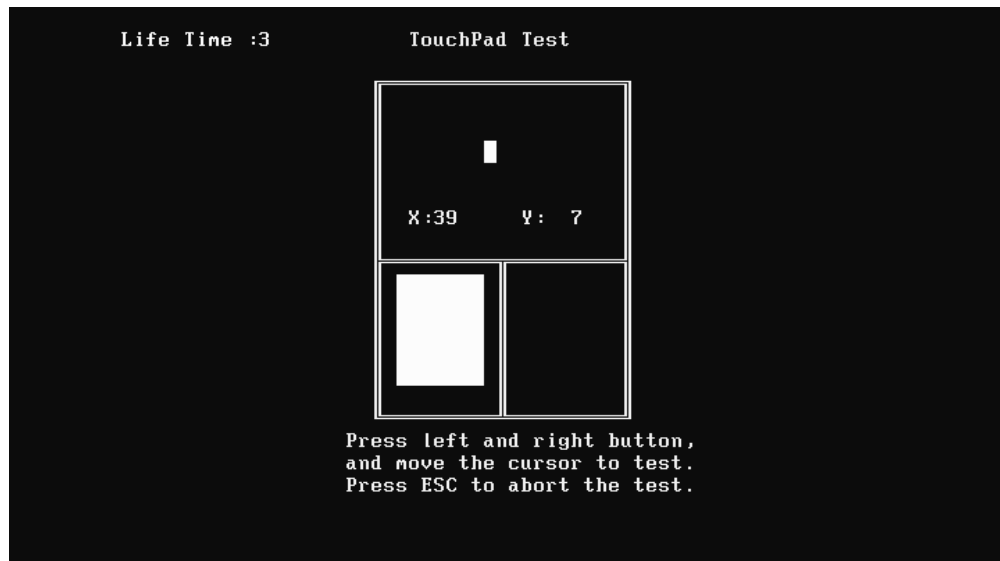 Life Time :3 TouchPad Test
X:39 Y: 7
Press left and right button,
and move the cursor to test.
Press ESC to abort the test.